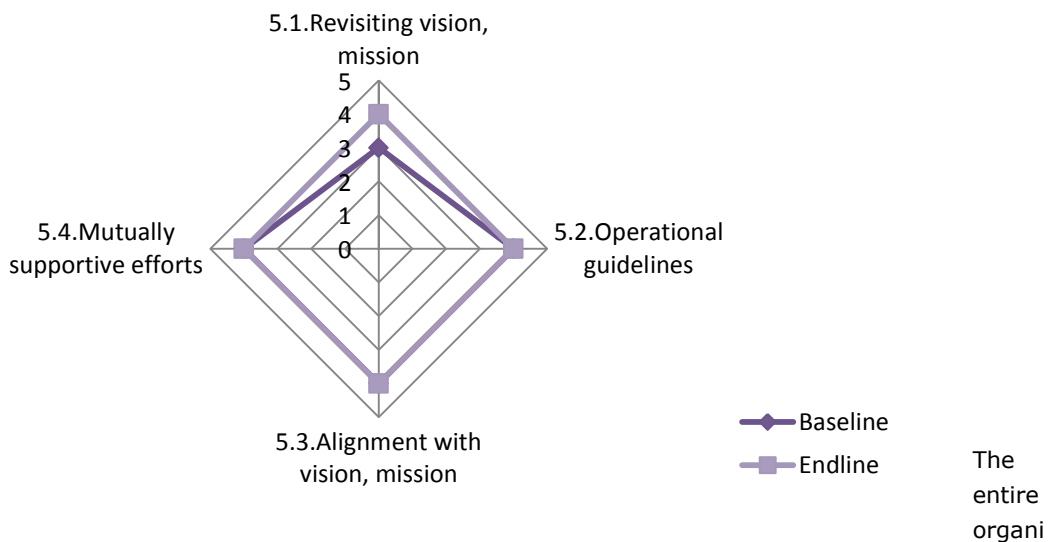 5.1.Revisiting vision,
mission
5
4
3
2
1
0
5.4.Mutually
supportive efforts
5.2.Operational
guidelines
5.3.Alignment with
vision, mission
Baseline
Endline
The
entire
organi